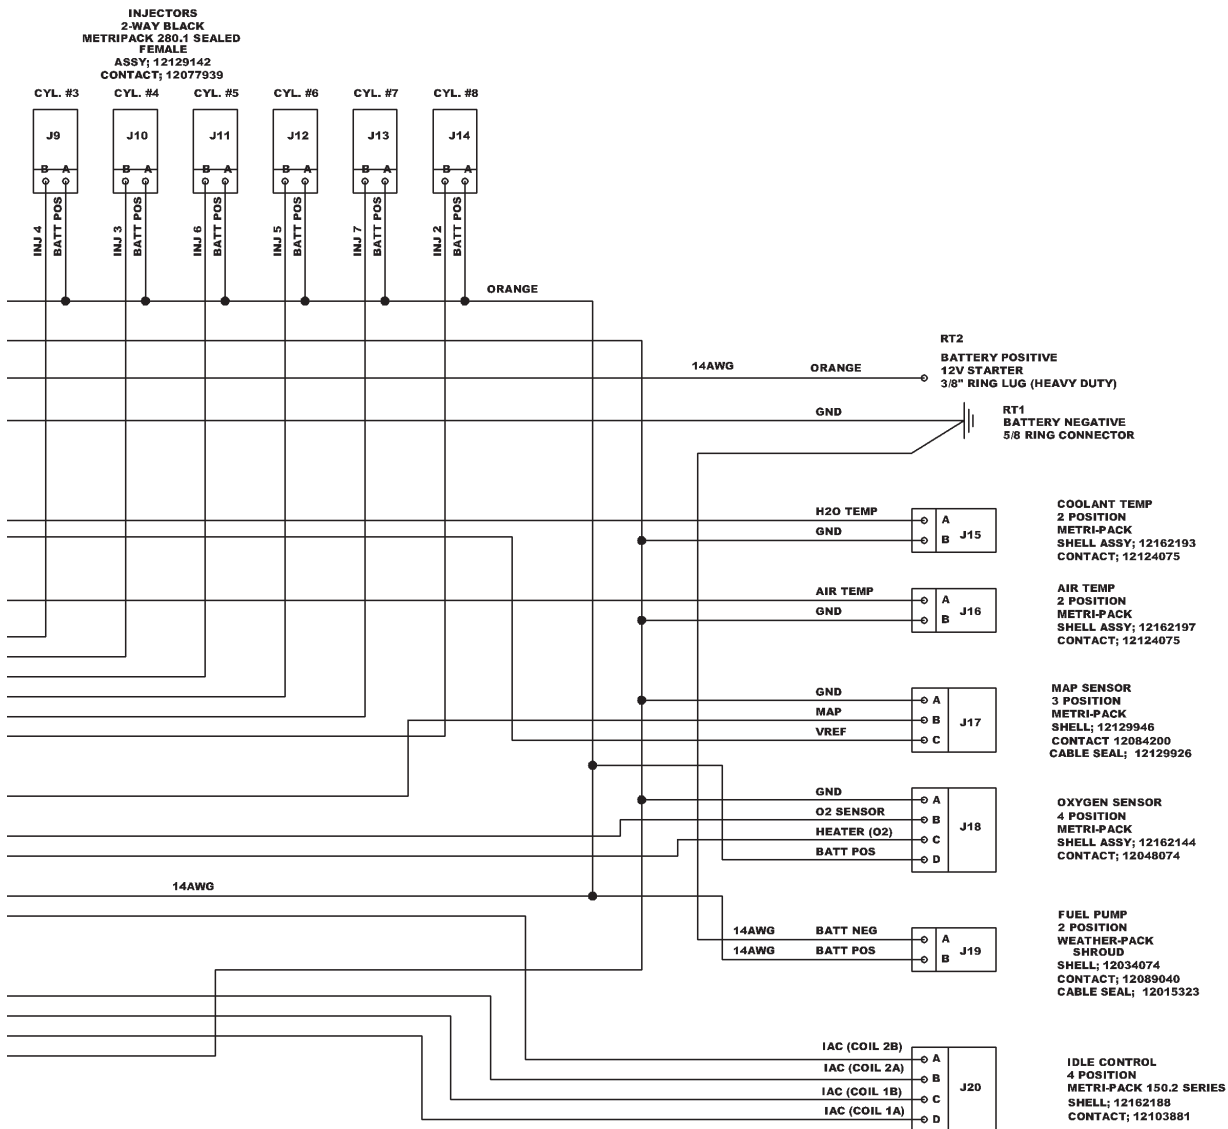 INJECTORS
2-WAY BLACK
METRIPACK 280.1 SEALED
FEMALE
ASSY; 12129142
CONTACT; 12077939
CYL. #3 CYL. #4 CYL. #5 CYL. #6 CYL. #7 CYL. #8
J9 J10 J11 J12 J13 J14
B A B A B A B A B A B A
INJ 4 BATT POS INJ 3 BATT POS INJ 6 BATT POS INJ 5 BATT POS INJ 7 BATT POS INJ 2 BATT POS
ORANGE
RT2
BATTERY POSITIVE
12V STARTER
3/8" RING LUG (HEAVY DUTY)
14AWG ORANGE
GND
RT1
BATTERY NEGATIVE
5/8 RING CONNECTOR
H2O TEMP A
GND B
J15
COOLANT TEMP
2 POSITION
METRI-PACK
SHELL ASSY; 12162193
CONTACT; 12124075
AIR TEMP A
GND B
J16
AIR TEMP
2 POSITION
METRI-PACK
SHELL ASSY; 12162197
CONTACT; 12124075
GND A
MAP B
VREF C
J17
MAP SENSOR
3 POSITION
METRI-PACK
SHELL; 12129946
CONTACT 12084200
CABLE SEAL; 12129926
GND A
O2 SENSOR B
HEATER (O2) C
BATT POS D
J18
OXYGEN SENSOR
4 POSITION
METRI-PACK
SHELL ASSY; 12162144
CONTACT; 12048074
14AWG
14AWG BATT NEG A
14AWG BATT POS B
J19
FUEL PUMP
2 POSITION
WEATHER-PACK
SHROUD
SHELL; 12034074
CONTACT; 12089040
CABLE SEAL; 12015323
IAC (COIL 2B) A
IAC (COIL 2A) B
IAC (COIL 1B) C
IAC (COIL 1A) D
J20
IDLE CONTROL
4 POSITION
METRI-PACK 150.2 SERIES
SHELL; 12162188
CONTACT; 12103881